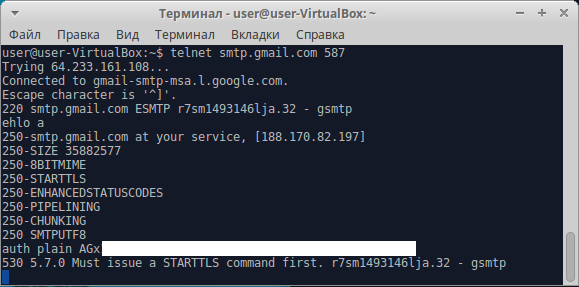 Терминал - user@user-VirtualBox: ~
Файл Правка Вид Терминал Вкладки Справка
user@user-VirtualBox:~$ telnet smtp.gmail.com 587
Trying 64.233.161.108...
Connected to gmail-smtp-msa.l.google.com.
Escape character is '^]'.
220 smtp.gmail.com ESMTP r7sm1493146lja.32 - gsmtp
ehlo a
250-smtp.gmail.com at your service, [188.170.82.197]
250-SIZE 35882577
250-8BITMIME
250-STARTTLS
250-ENHANCEDSTATUSCODES
250-PIPELINING
250-CHUNKING
250 SMTPUTF8
auth plain AGx
530 5.7.0 Must issue a STARTTLS command first. r7sm1493146lja.32 - gsmtp